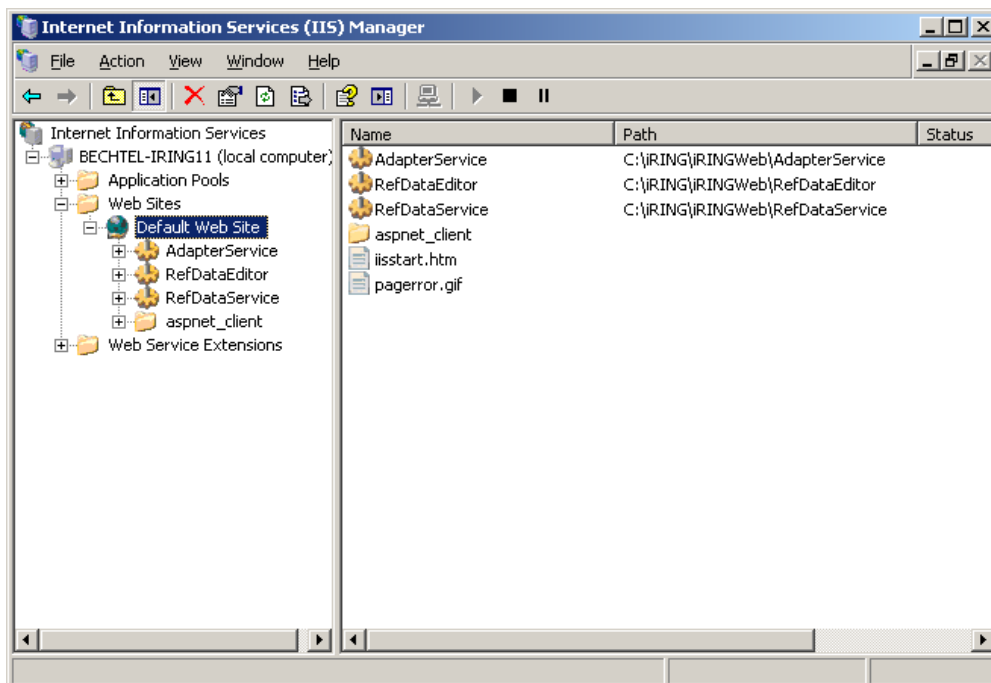 Internet Information Services (IIS) Manager
File Action View Window Help
Internet Information Services
BECHTEL-IRING11 (local computer)
Application Pools
Web Sites
Default Web Site
AdapterService
RefDataEditor
RefDataService
aspnet_client
Web Service Extensions
Name Path Status
AdapterService C:\iRING\iRINGWeb\AdapterService
RefDataEditor C:\iRING\iRINGWeb\RefDataEditor
RefDataService C:\iRING\iRINGWeb\RefDataService
aspnet_client
iisstart.htm
pagerror.gif